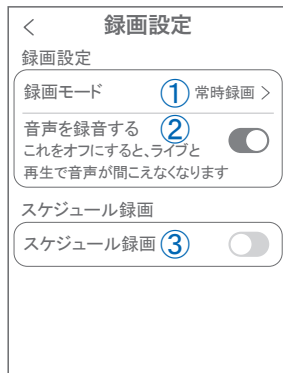 < 録画設定
録画設定
録画モード ① 常時録画 >
音声を録音する ②
これをオフにすると、ライブと
再生で音声が聞こえなくなります
スケジュール録画
スケジュール録画 ③